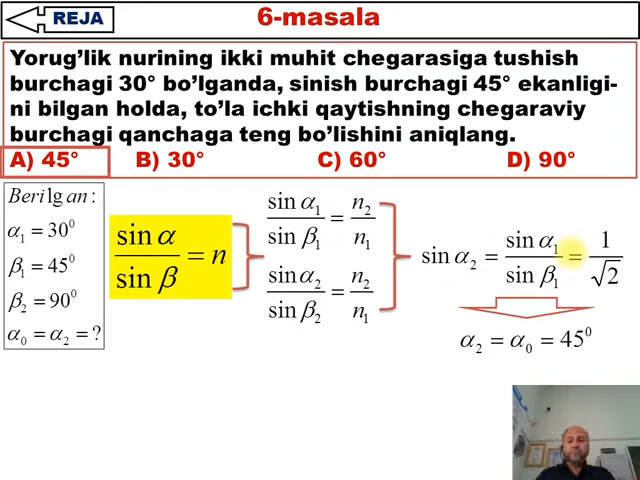 REJA
6-masala
Yorug'lik nurining ikki muhit chegarasiga tushish
burchagi 30° bo'lganda, sinish burchagi 45° ekanligi-
ni bilgan holda, to'la ichki qaytishning chegaraviy
burchagi qanchaga teng bo'lishini aniqlang.
A) 45° B) 30° C) 60° D) 90°
Berilgan:
α₁ = 30⁰
β₁ = 45⁰
β₂ = 90⁰
α₀ = α₂ = ?
sin α / sin β = n
sin α₁ / sin β₁ = n₂ / n₁
sin α₂ / sin β₂ = n₂ / n₁
sin α₂ = sin α₁ / sin β₁ = 1 / √2
α₂ = α₀ = 45⁰